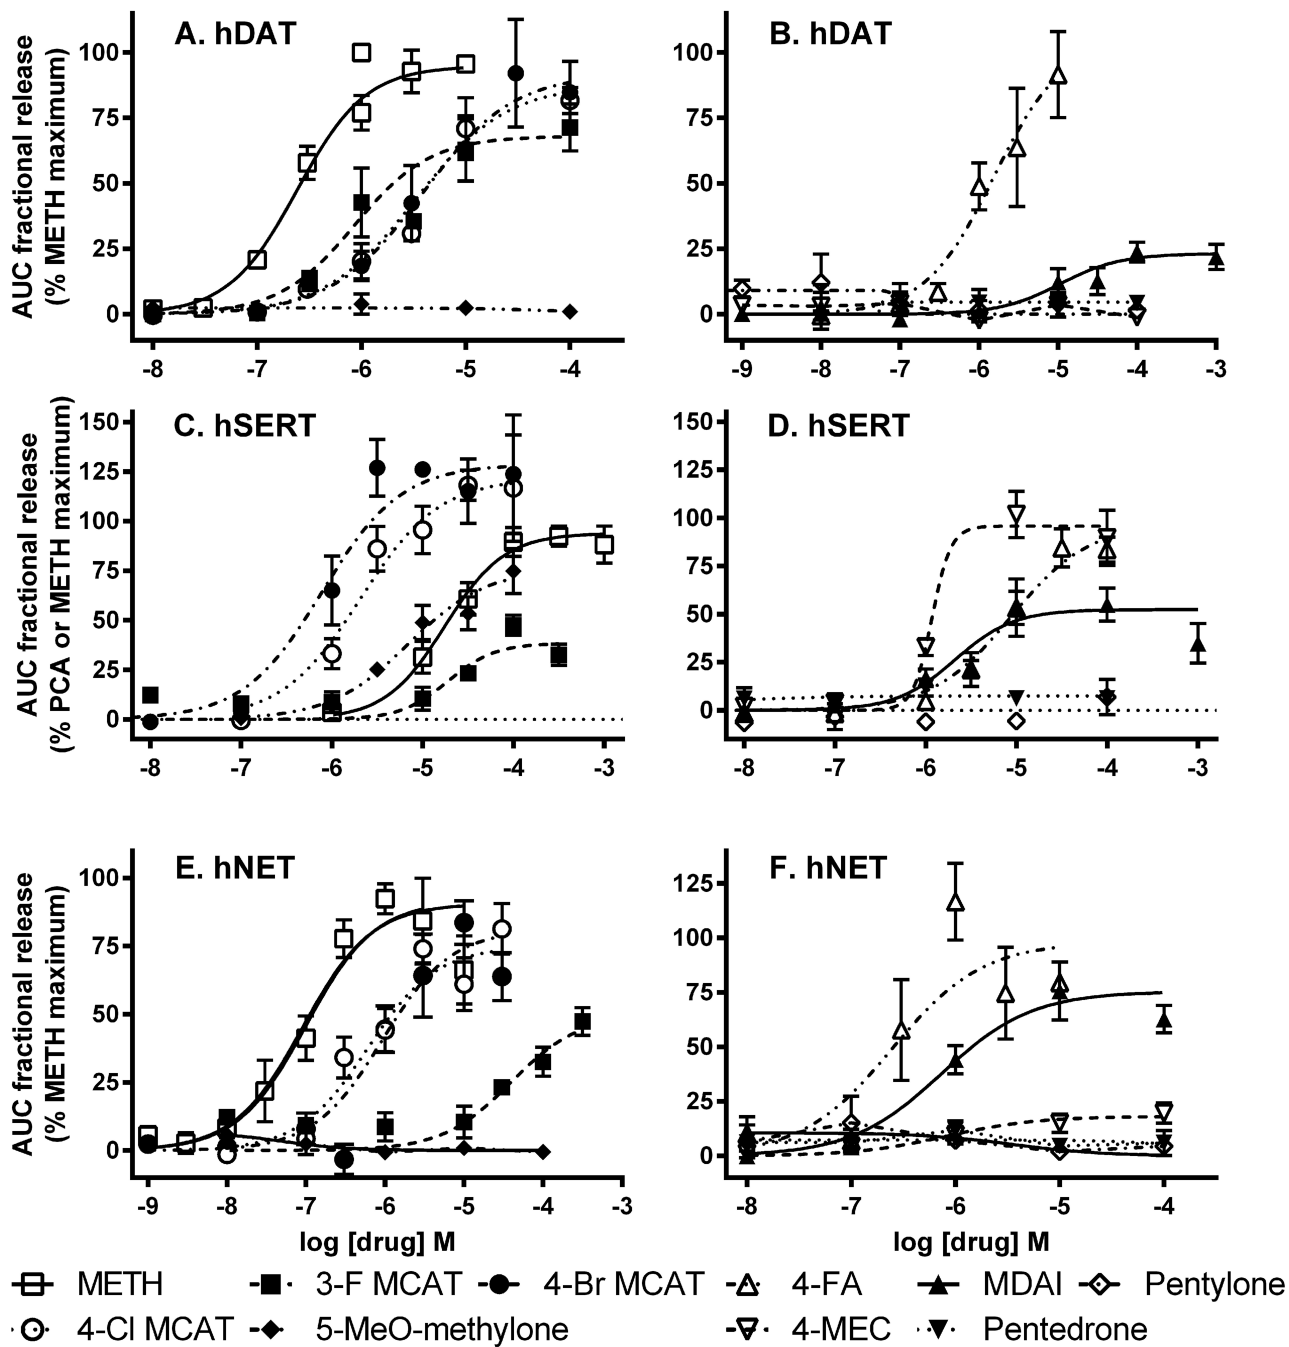 A. hDAT
AUC fractional release
(% METH maximum)
100
75
50
25
0
-8 -7 -6 -5 -4
B. hDAT
100
75
50
25
0
-9 -8 -7 -6 -5 -4 -3
C. hSERT
AUC fractional release
(% PCA or METH maximum)
150
125
100
75
50
25
0
-8 -7 -6 -5 -4 -3
D. hSERT
150
125
100
75
50
25
0
-8 -7 -6 -5 -4 -3
E. hNET
AUC fractional release
(% METH maximum)
100
75
50
25
0
-9 -8 -7 -6 -5 -4 -3
log [drug] M
F. hNET
125
100
75
50
25
0
-8 -7 -6 -5 -4
log [drug] M
METH 3-F MCAT 4-Br MCAT 4-FA MDAI Pentylone
4-Cl MCAT 5-MeO-methylone 4-MEC Pentedrone